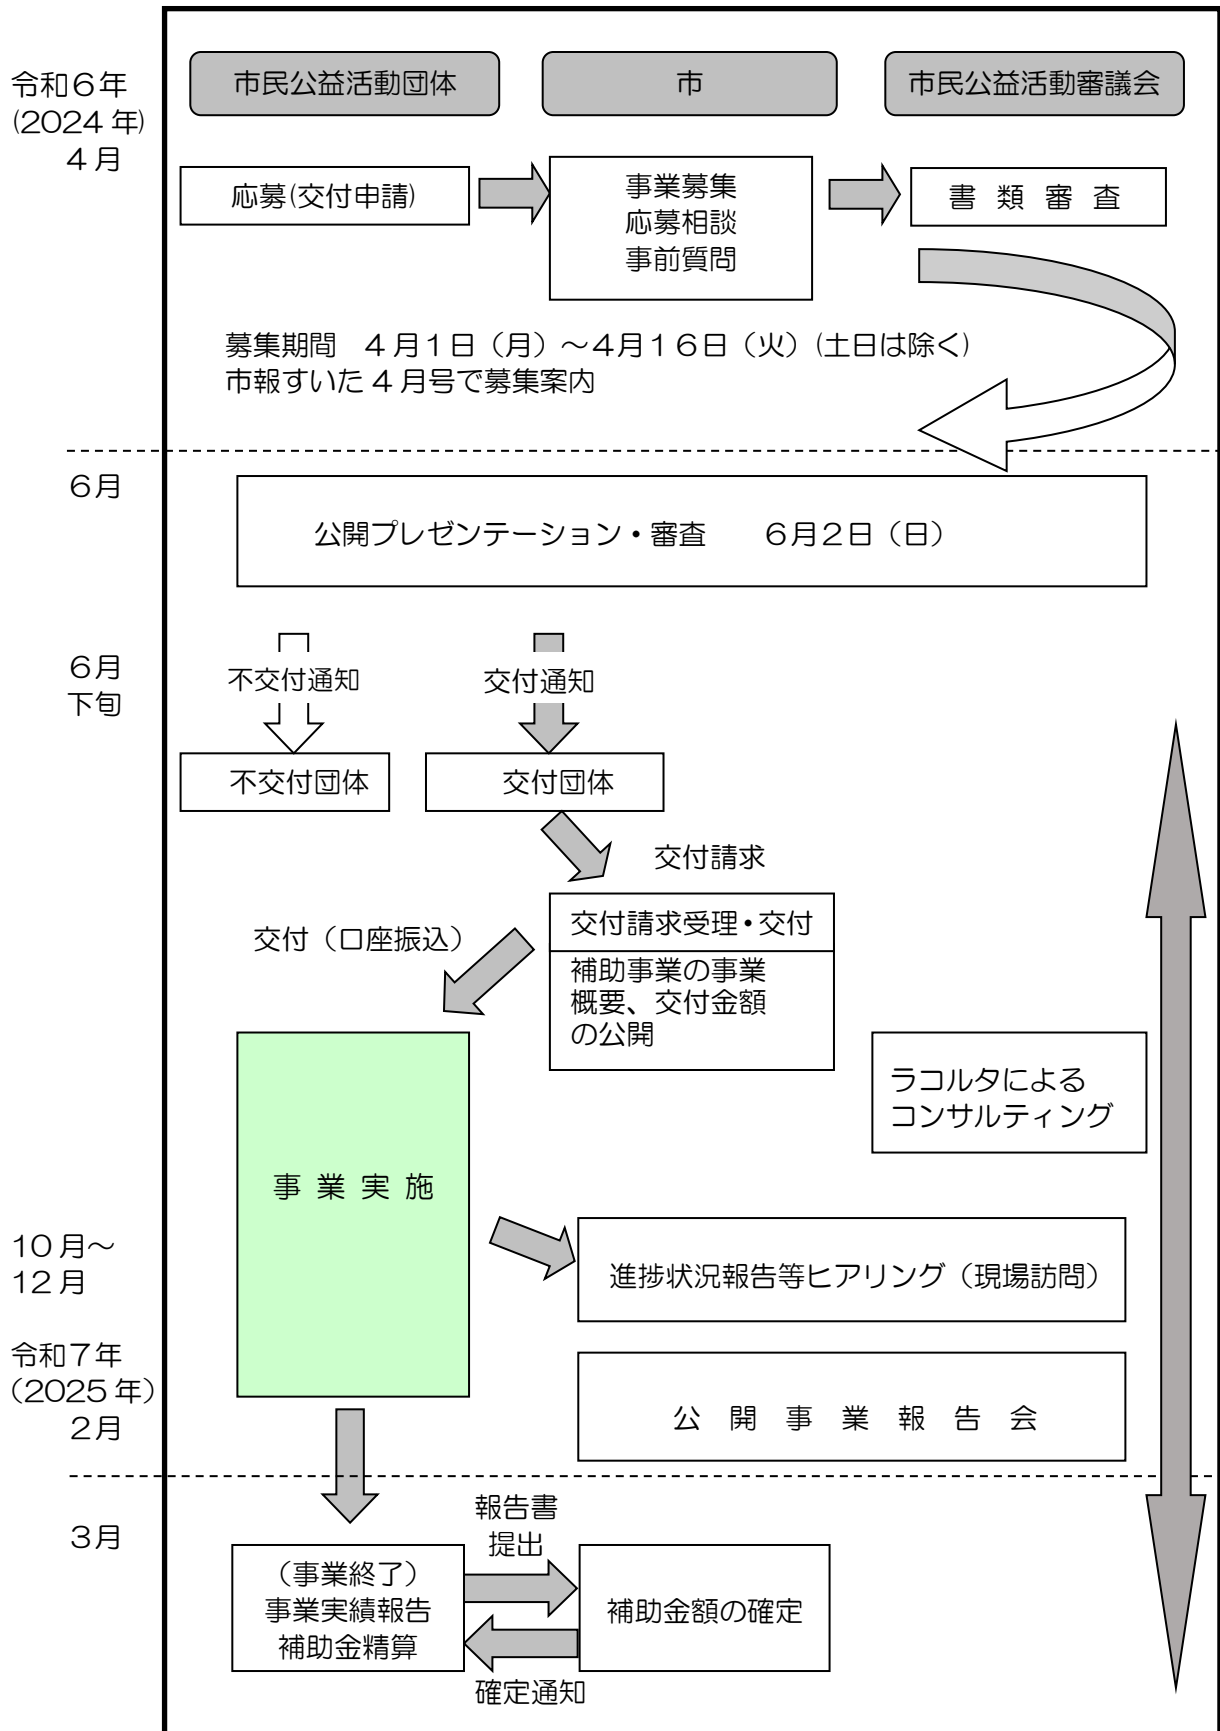 市民公益活動団体
市
市民公益活動審議会
令和６年
(2024 年)
４月
応募(交付申請)
事業募集
応募相談
事前質問
書 類 審 査
募集期間　４月１日（月）～４月１６日（火）(土日は除く)
市報すいた４月号で募集案内
６月
公開プレゼンテーション・審査　　６月２日（日）
６月
下旬
不交付通知
交付通知
不交付団体
交付団体
交付請求
交付請求受理・交付
補助事業の事業
概要、交付金額
の公開
交付（口座振込）
ラコルタによる
コンサルティング
事 業 実 施
10 月～
12 月
進捗状況報告等ヒアリング（現場訪問）
令和７年
（2025 年）
２月
公　開　事　業　報　告　会
３月
報告書
提出
（事業終了）
事業実績報告
補助金精算
補助金額の確定
確定通知